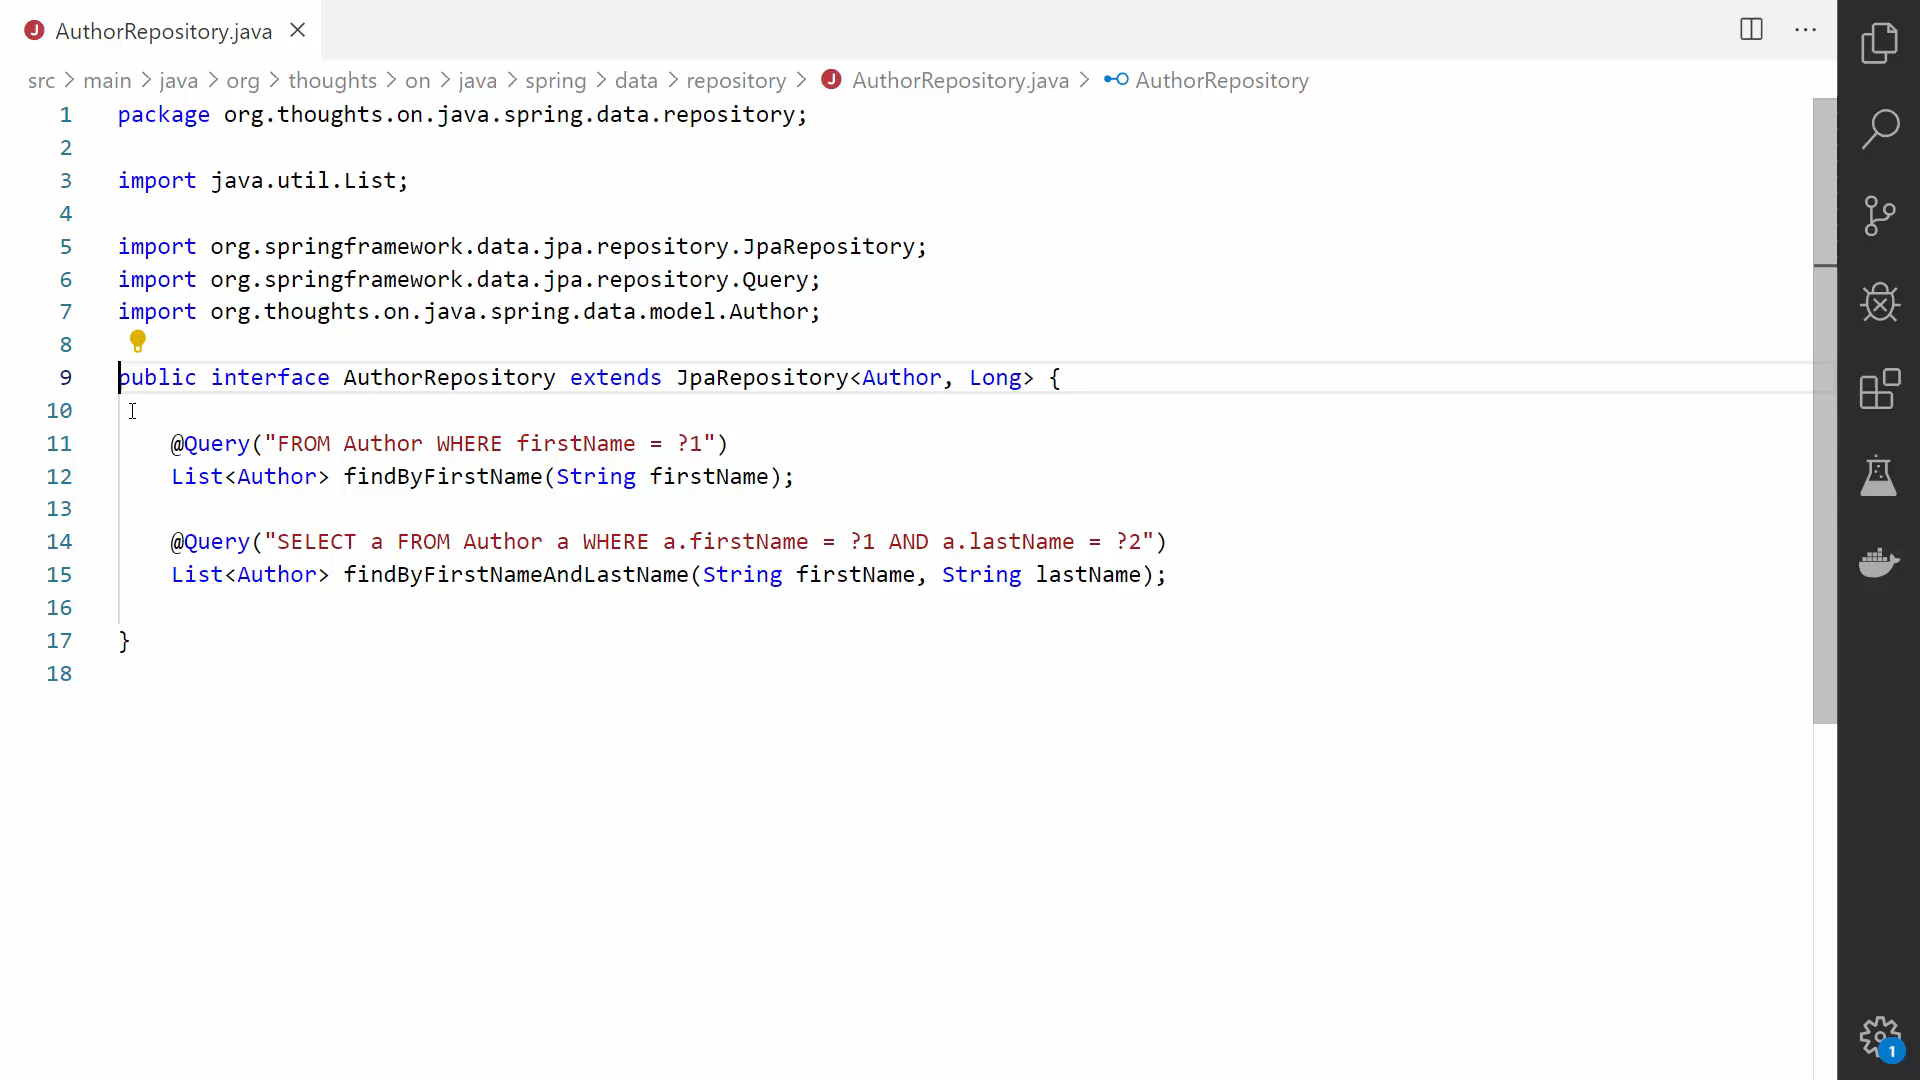 AuthorRepository.java
src > main > java > org > thoughts > on > java > spring > data > repository > AuthorRepository.java > AuthorRepository
1 package org.thoughts.on.java.spring.data.repository;
2
3 import java.util.List;
4
5 import org.springframework.data.jpa.repository.JpaRepository;
6 import org.springframework.data.jpa.repository.Query;
7 import org.thoughts.on.java.spring.data.model.Author;
8
9 public interface AuthorRepository extends JpaRepository<Author, Long> {
10
11 @Query("FROM Author WHERE firstName = ?1")
12 List<Author> findByFirstName(String firstName);
13
14 @Query("SELECT a FROM Author a WHERE a.firstName = ?1 AND a.lastName = ?2")
15 List<Author> findByFirstNameAndLastName(String firstName, String lastName);
16
17 }
18
1